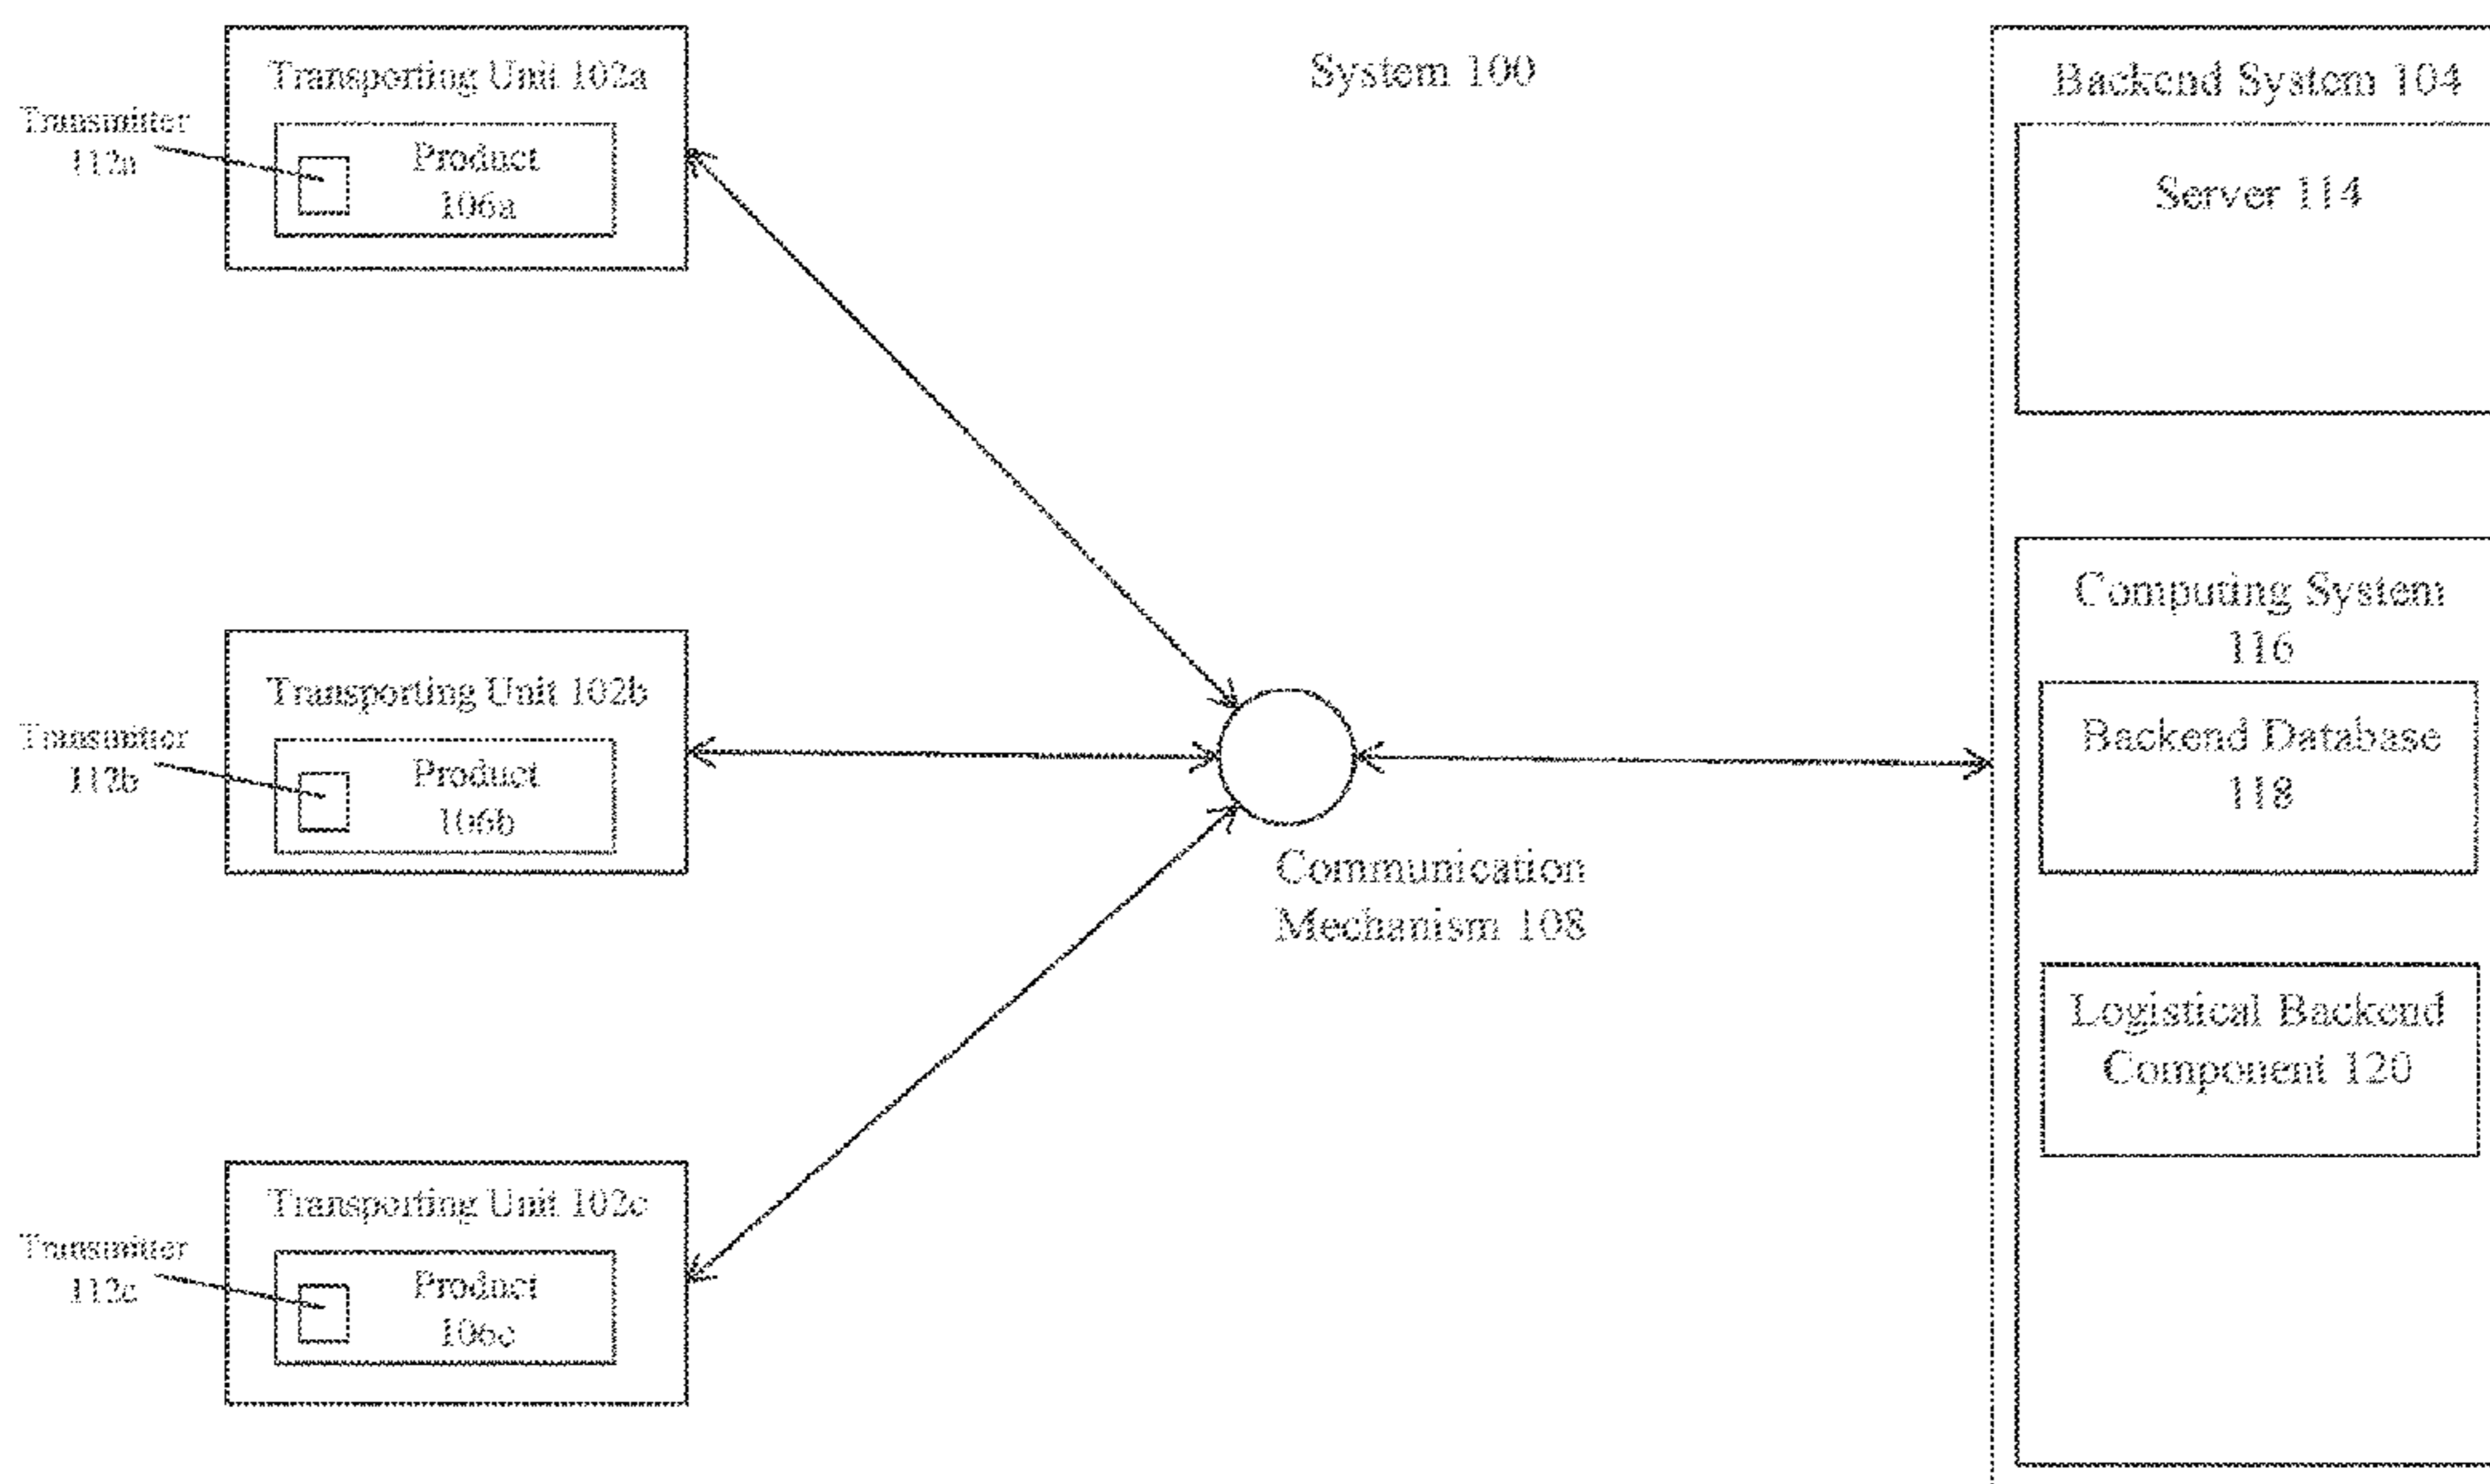 System 100
Transporting Unit 102a
Transmitter
112a
Product
106a
Transporting Unit 102b
Transmitter
112b
Product
106b
Transporting Unit 102c
Transmitter
112c
Product
106c
Communication
Mechanism 108
Backend System 104
Server 114
Computing System
116
Backend Database
118
Logistical Backend
Component 120